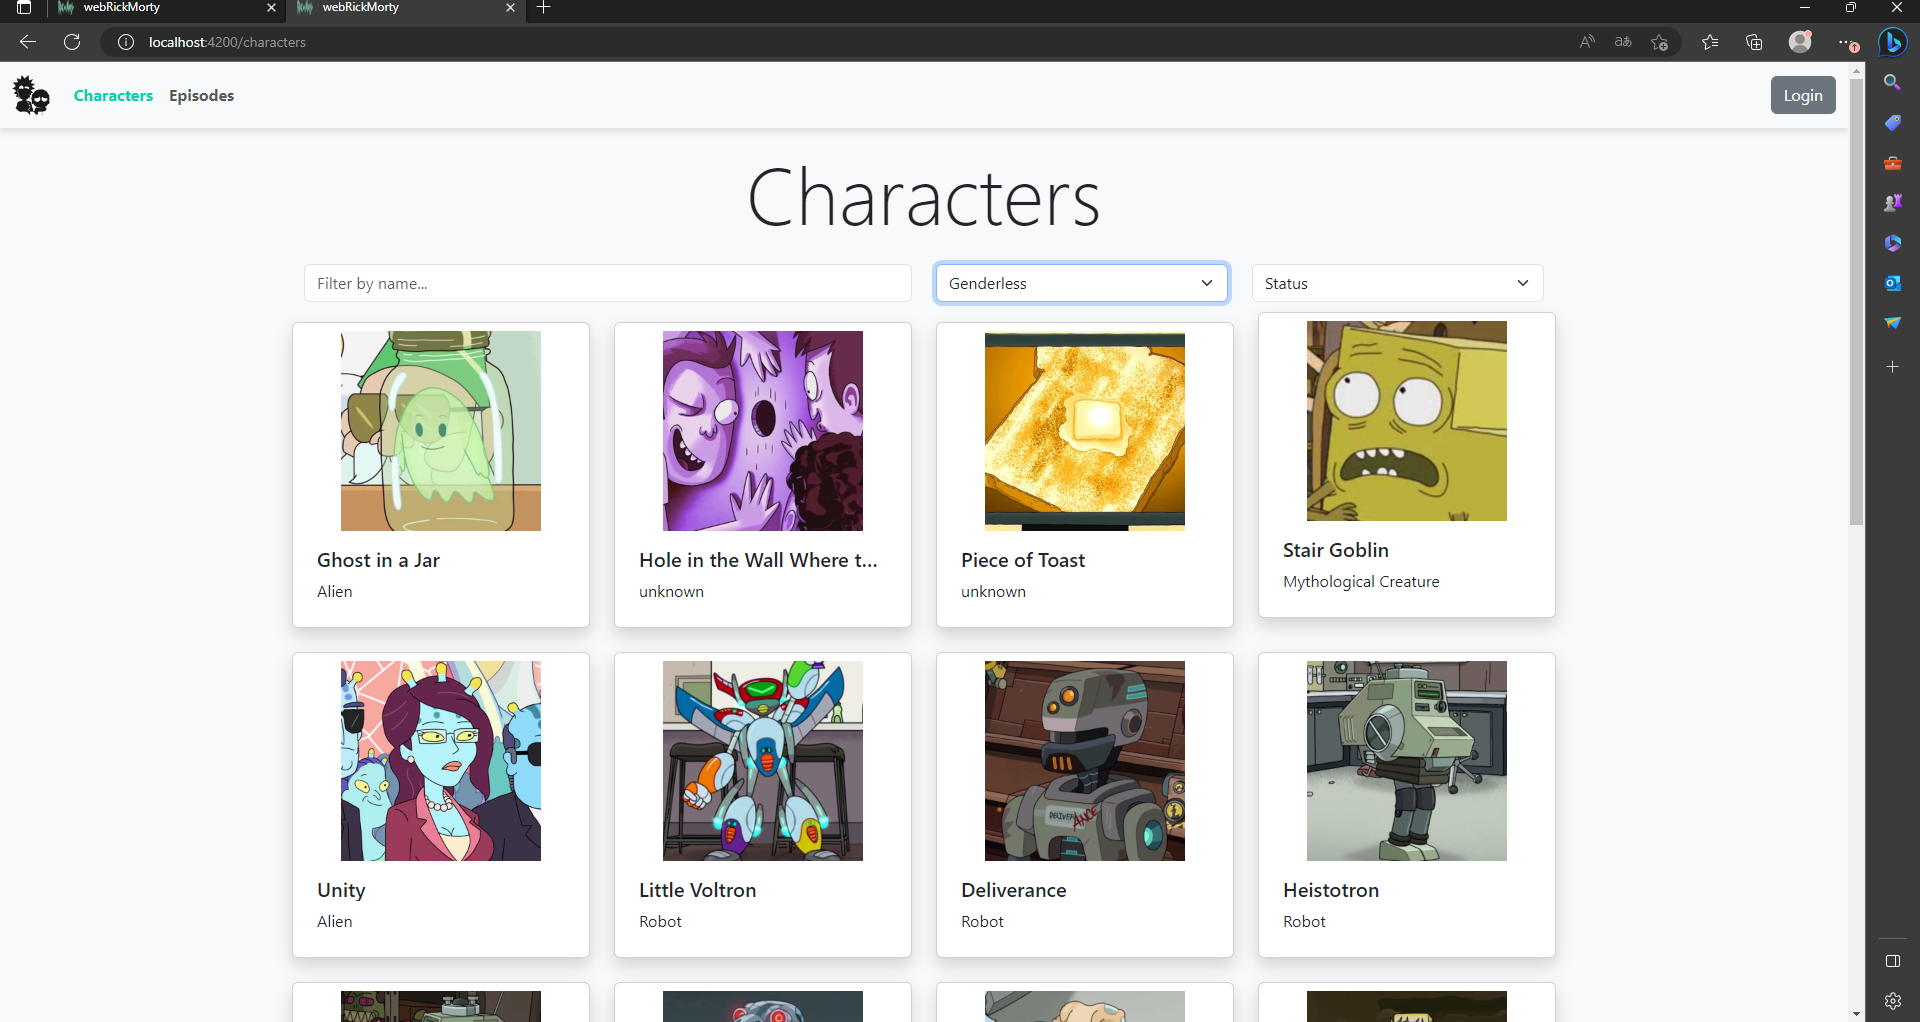 webRickMorty
webRickMorty
localhost:4200/characters
Characters
Episodes
Login
Characters
Filter by name...
Genderless
Status
Ghost in a Jar
Alien
Hole in the Wall Where t...
unknown
Piece of Toast
unknown
Stair Goblin
Mythological Creature
DELIVERANCE
Unity
Alien
Little Voltron
Robot
Deliverance
Robot
Heistotron
Robot